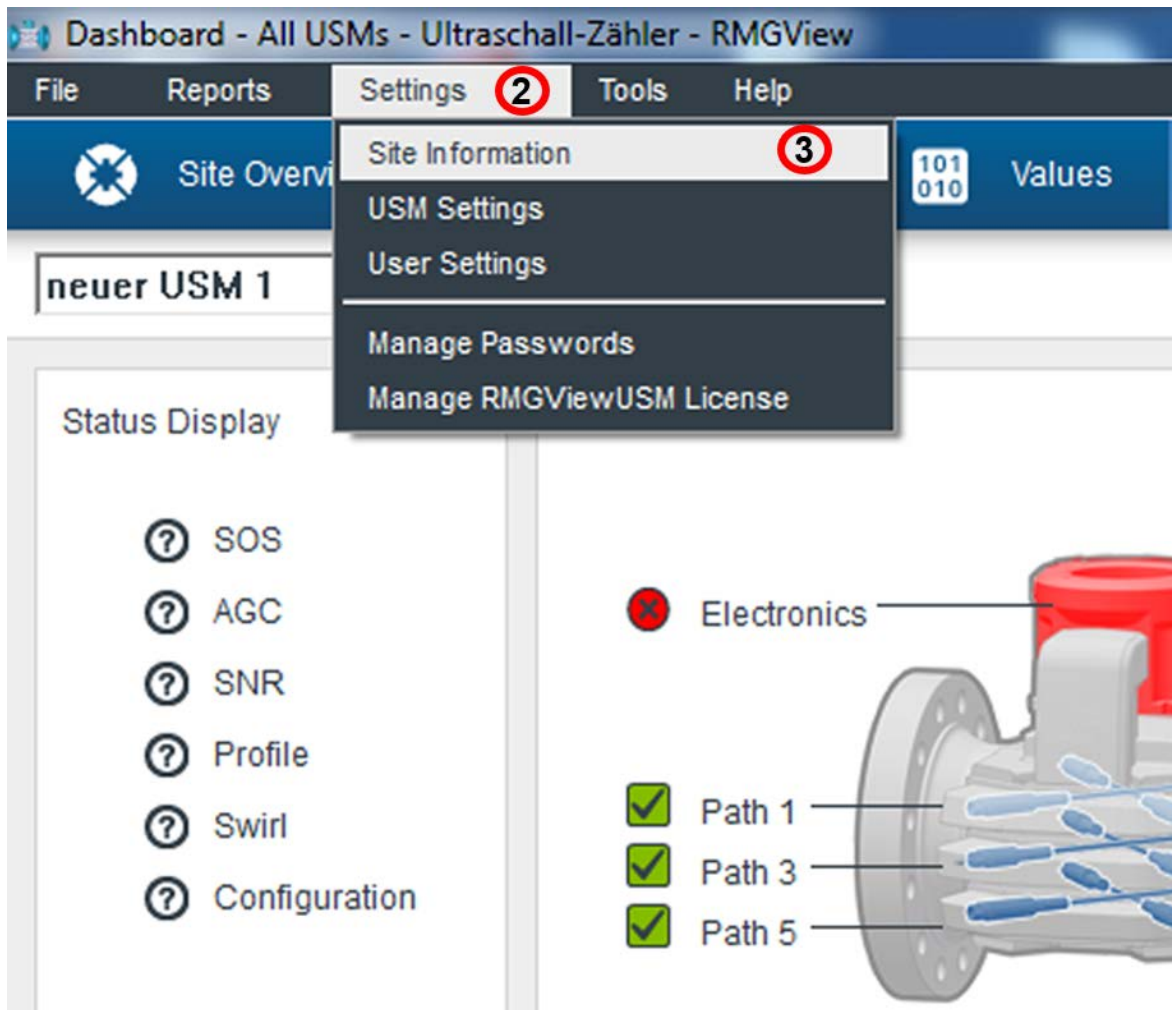 Dashboard - All USMs - Ultraschall-Zähler - RMGView
File Reports Settings 2 Tools Help
Site Overvi
Site Information 3
101
010
Values
USM Settings
User Settings
neuer USM 1
Manage Passwords
Manage RMGViewUSM License
Status Display
SOS
AGC
SNR
Profile
Swirl
Configuration
Electronics
Path 1
Path 3
Path 5